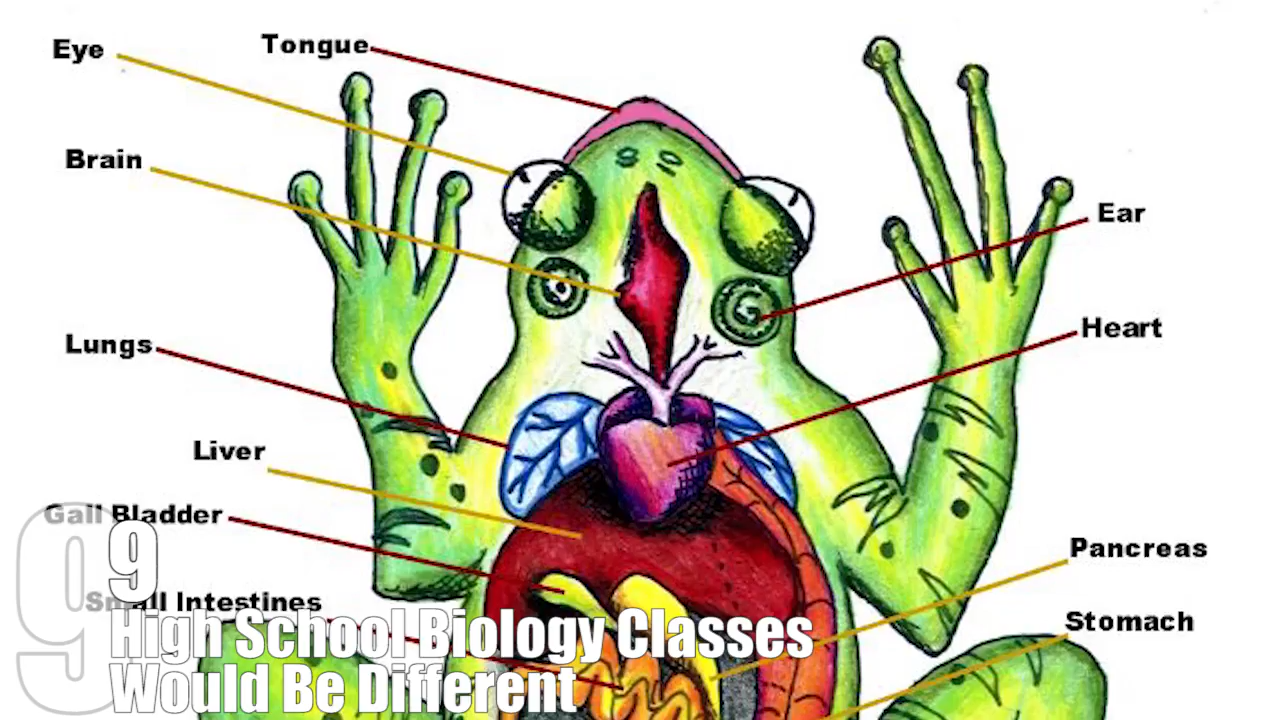 Eye
Tongue
Brain
Ear
Lungs
Heart
Liver
Gall Bladder
Pancreas
Small Intestines
Stomach
9
9
High School Biology Classes
Would Be Different